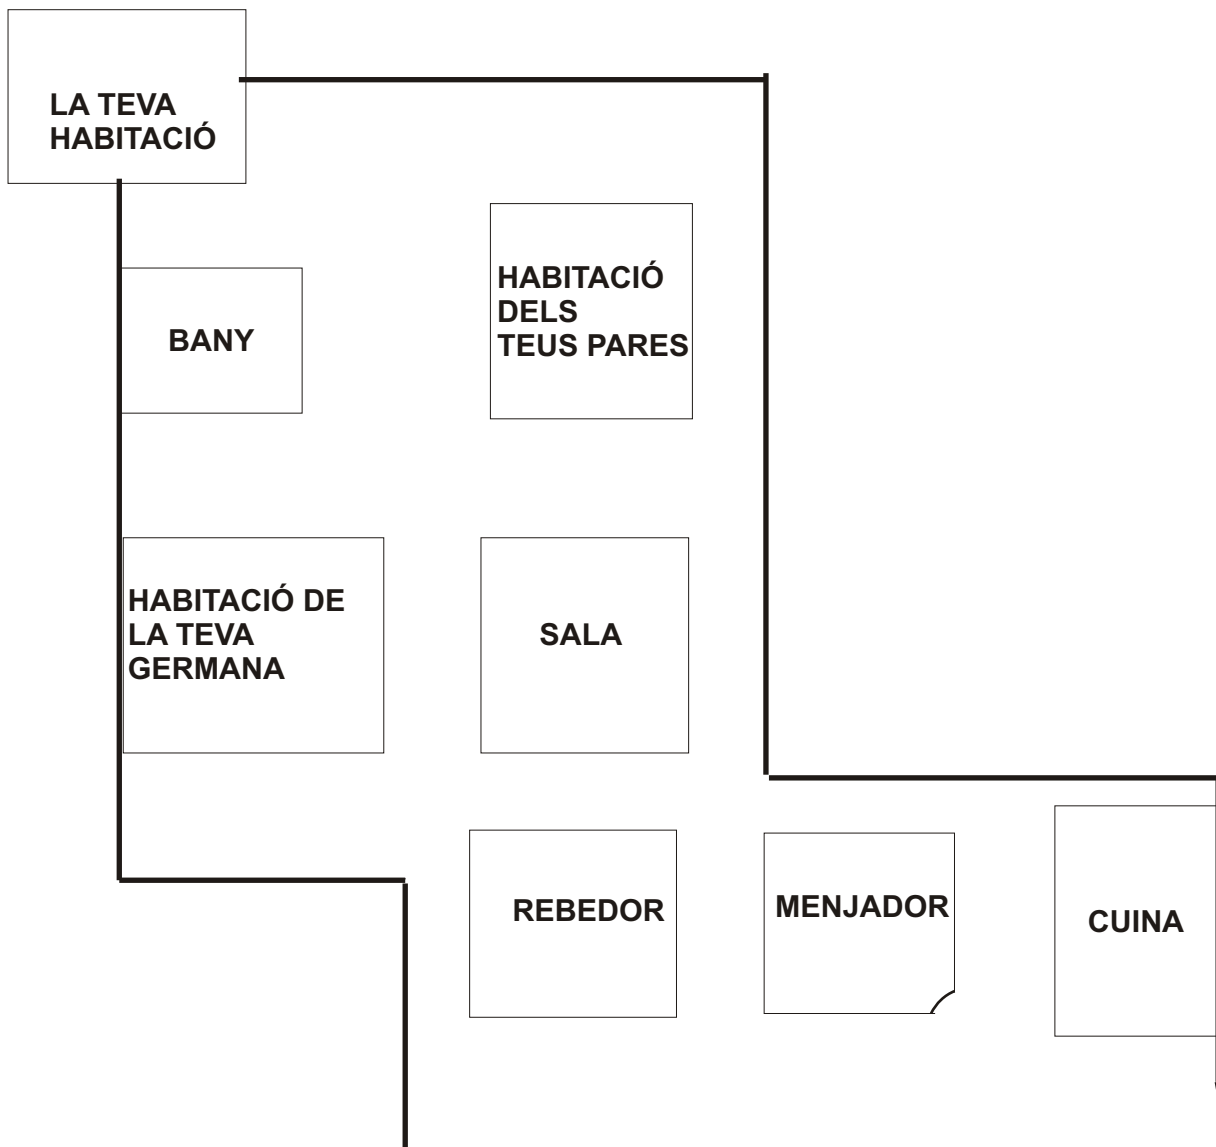 LA TEVA
HABITACIÓ
HABITACIÓ
DELS
TEUS PARES
BANY
HABITACIÓ DE
LA TEVA
GERMANA
SALA
REBEDOR
MENJADOR
CUINA